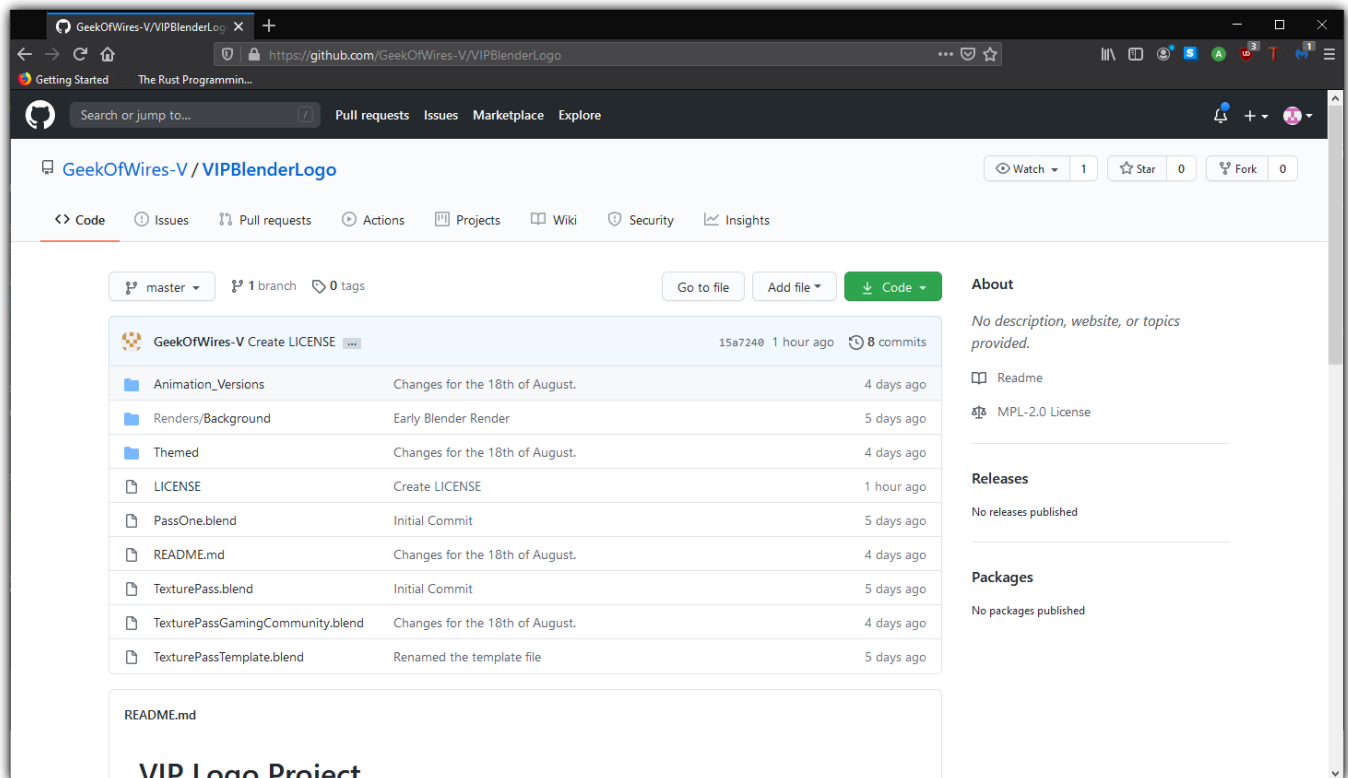 GeekOfWires-V/VIPBlenderLog
https://github.com/GeekOfWires-V/VIPBlenderLogo
S A UD 3 T 1
Getting Started The Rust Programmin...
Search or jump to... / Pull requests Issues Marketplace Explore
GeekOfWires-V / VIPBlenderLogo Watch 1 Star 0 Fork 0
<> Code Issues Pull requests Actions Projects Wiki Security Insights
master 1 branch 0 tags Go to file Add file Code
About
No description, website, or topics
provided.
Readme
MPL-2.0 License
Releases
No releases published
Packages
No packages published
GeekOfWires-V Create LICENSE ... 15a7240 1 hour ago 8 commits
Animation_Versions Changes for the 18th of August. 4 days ago
Renders/Background Early Blender Render 5 days ago
Themed Changes for the 18th of August. 4 days ago
LICENSE Create LICENSE 1 hour ago
PassOne.blend Initial Commit 5 days ago
README.md Changes for the 18th of August. 4 days ago
TexturePass.blend Initial Commit 5 days ago
TexturePassGamingCommunity.blend Changes for the 18th of August. 4 days ago
TexturePassTemplate.blend Renamed the template file 5 days ago
README.md
VIP Logo Project